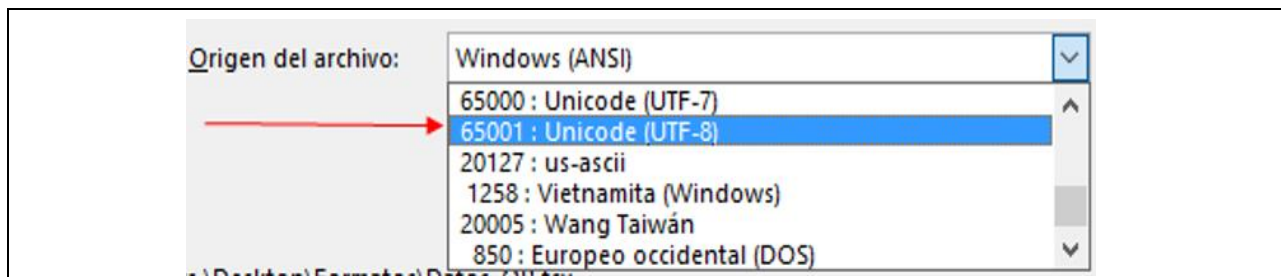 Origen del archivo: Windows (ANSI)
65000 : Unicode (UTF-7)
65001 : Unicode (UTF-8)
20127 : us-ascii
1258 : Vietnamita (Windows)
20005 : Wang Taiwán
850 : Europeo occidental (DOS)